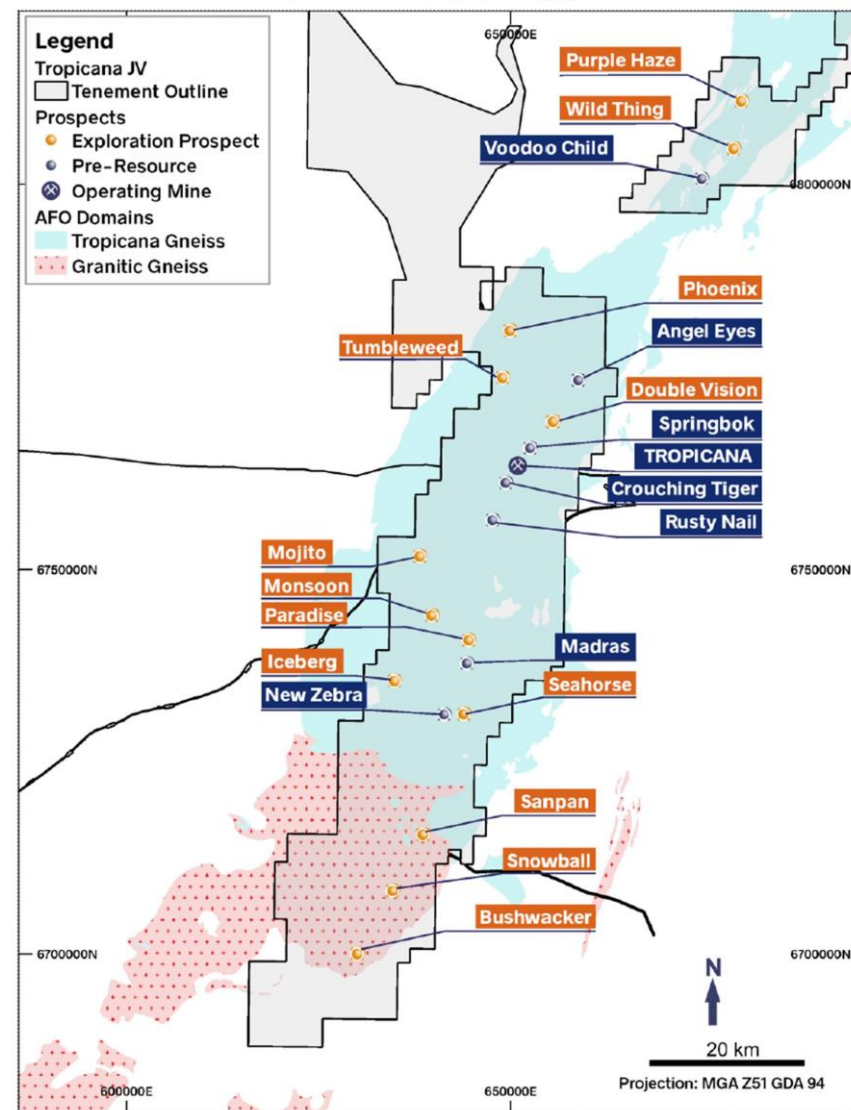 Legend
Tropicana JV
Tenement Outline
Prospects
Exploration Prospect
Pre-Resource
Operating Mine
AFO Domains
Tropicana Gneiss
Granitic Gneiss
650000E
Purple Haze
Wild Thing
Voodoo Child
6800000N
Phoenix
Angel Eyes
Tumbleweed
Double Vision
Springbok
TROPICANA
Crouching Tiger
Rusty Nail
Mojito
6750000N
6750000N
Monsoon
Paradise
Madras
Iceberg
Seahorse
New Zebra
Sanpan
Snowball
Bushwacker
6700000N
6700000N
N
20 km
Projection: MGA Z51 GDA 94
600000E
650000E